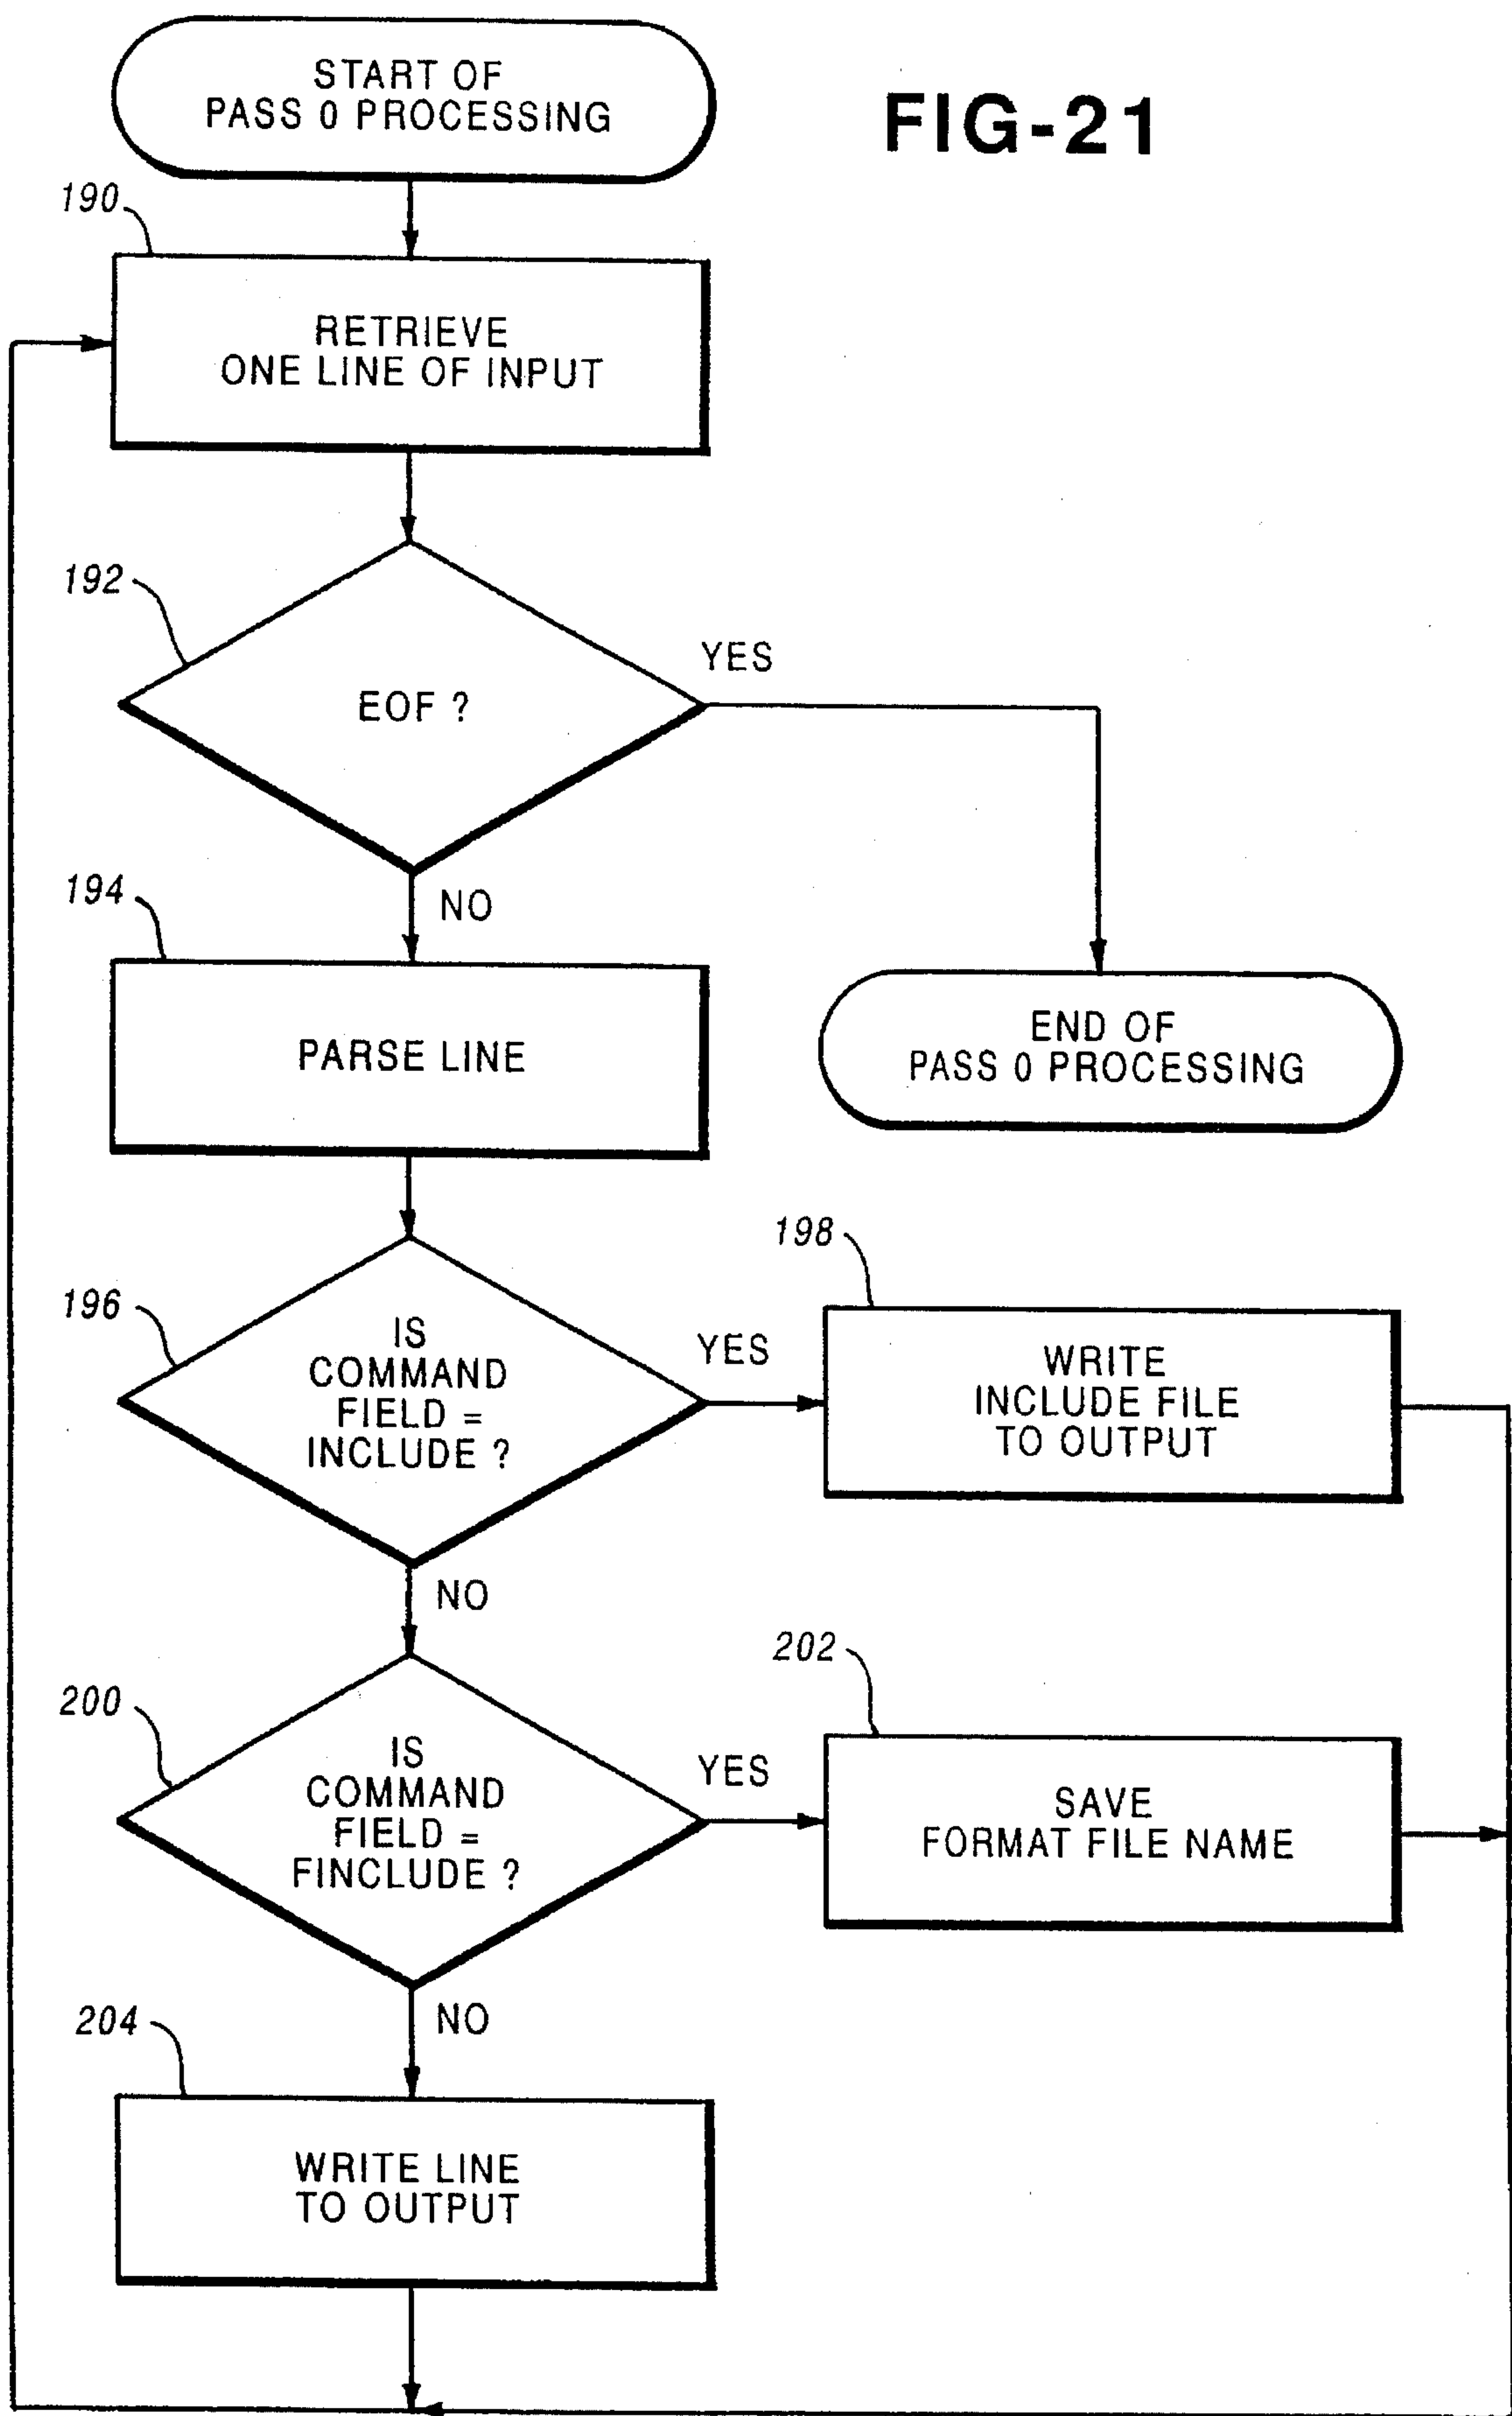 START OF
PASS 0 PROCESSING
FIG-21
190
RETRIEVE
ONE LINE OF INPUT
192
EOF ?
YES
NO
194
PARSE LINE
END OF
PASS 0 PROCESSING
196
IS
COMMAND
FIELD =
INCLUDE ?
YES
198
WRITE
INCLUDE FILE
TO OUTPUT
NO
200
IS
COMMAND
FIELD =
FINCLUDE ?
YES
202
SAVE
FORMAT FILE NAME
NO
204
WRITE LINE
TO OUTPUT